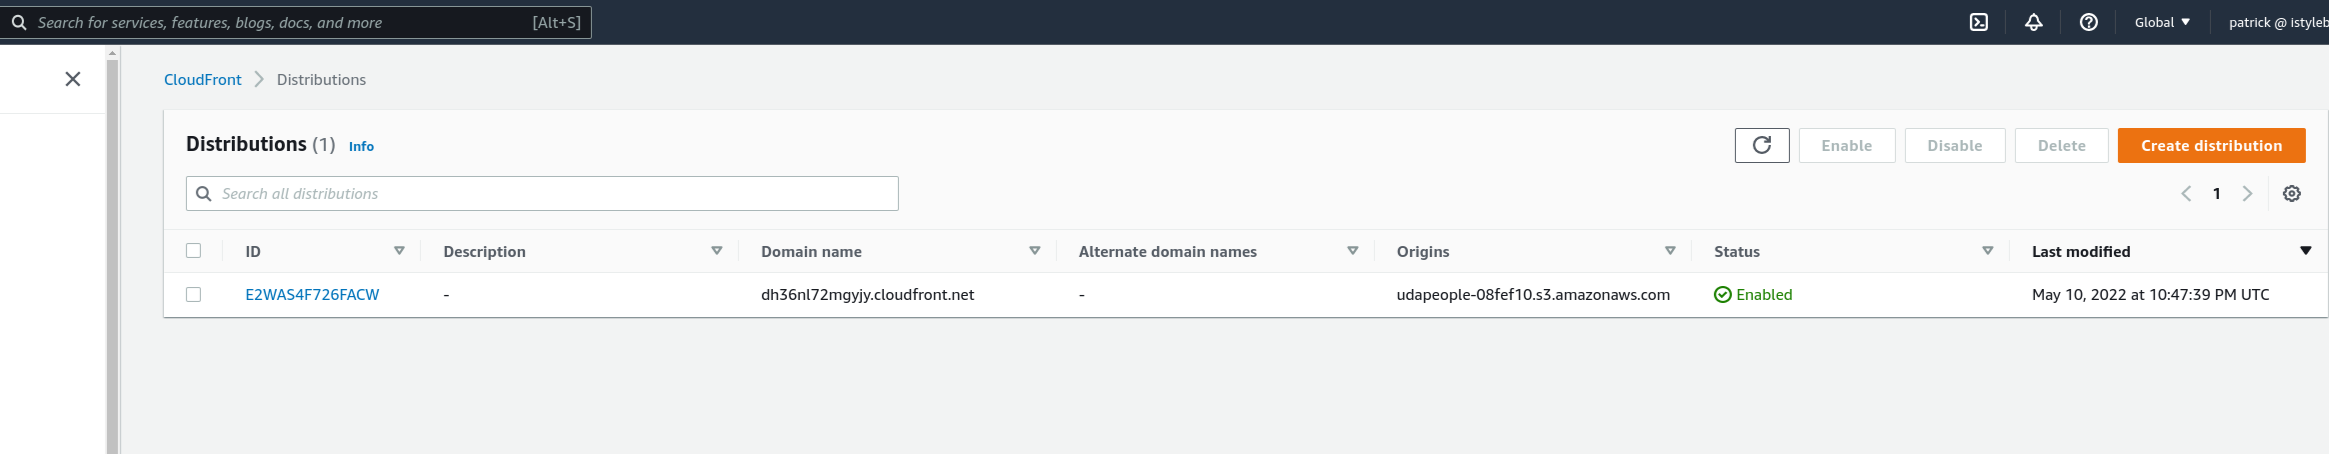 Search for services, features, blogs, docs, and more [Alt+S] Global patrick @ istyleb
CloudFront Distributions
Distributions (1) Info Enable Disable Delete Create distribution
Search all distributions 1
ID Description Domain name Alternate domain names Origins Status Last modified
E2WAS4F726FACW - dh36nl72mgyjy.cloudfront.net - udapeople-08fef10.s3.amazonaws.com Enabled May 10, 2022 at 10:47:39 PM UTC